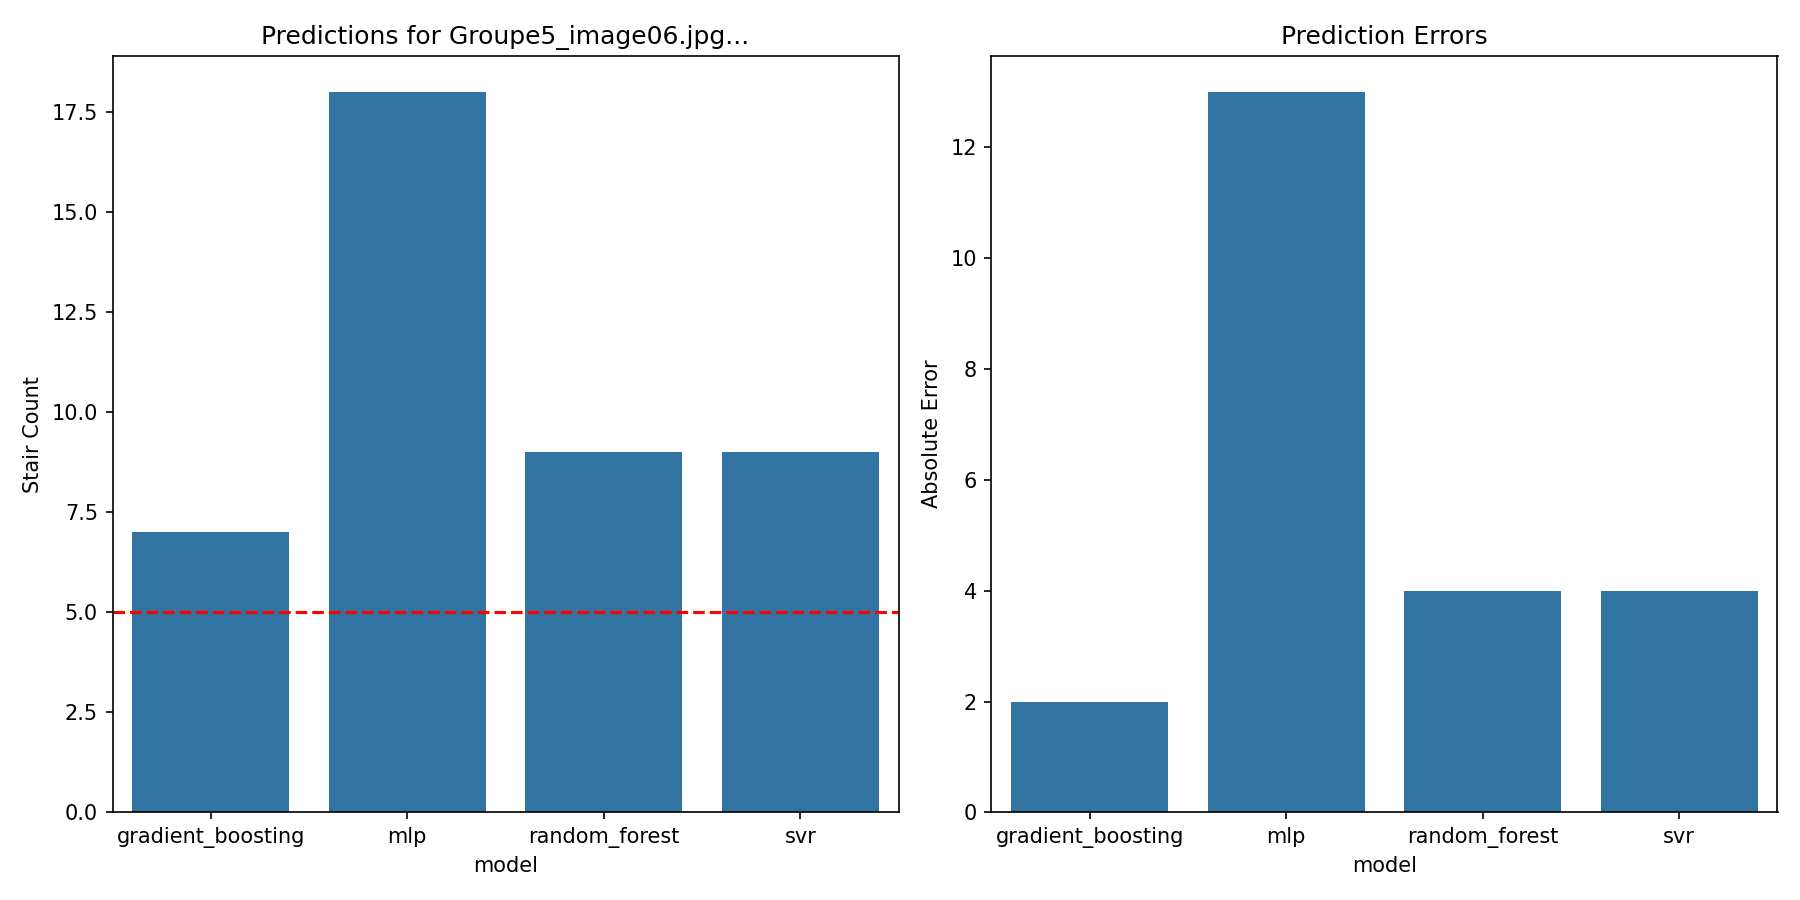 Predictions for Groupe5_image06.jpg...
Stair Count
17.5
15.0
12.5
10.0
7.5
5.0
2.5
0.0
gradient_boosting mlp random_forest svr
model
Prediction Errors
Absolute Error
12
10
8
6
4
2
0
gradient_boosting mlp random_forest svr
model